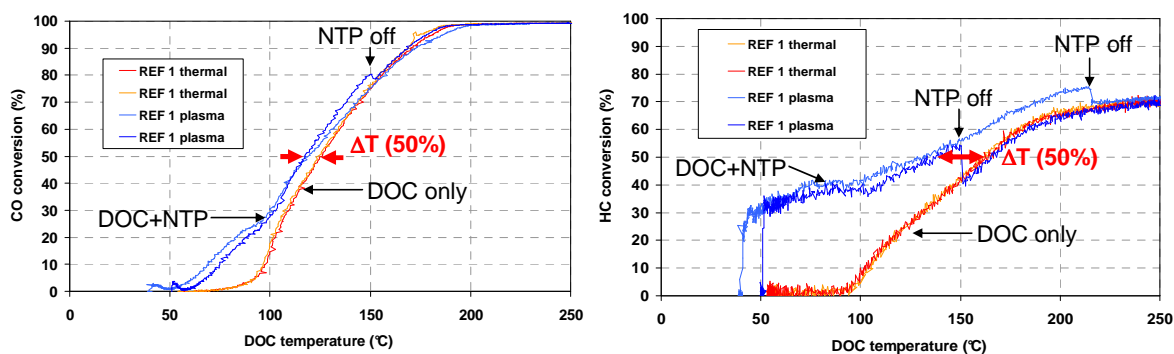 CO conversion (%)
100
90
80
70
60
50
40
30
20
10
0
REF 1 thermal
REF 1 thermal
REF 1 plasma
REF 1 plasma
NTP off
ΔT (50%)
DOC only
DOC+NTP
0
50
100
150
200
250
DOC temperature (°C)
HC conversion (%)
100
90
80
70
60
50
40
30
20
10
0
REF 1 thermal
REF 1 thermal
REF 1 plasma
REF 1 plasma
NTP off
NTP off
ΔT (50%)
DOC+NTP
DOC only
0
50
100
150
200
250
DOC temperature (°C)